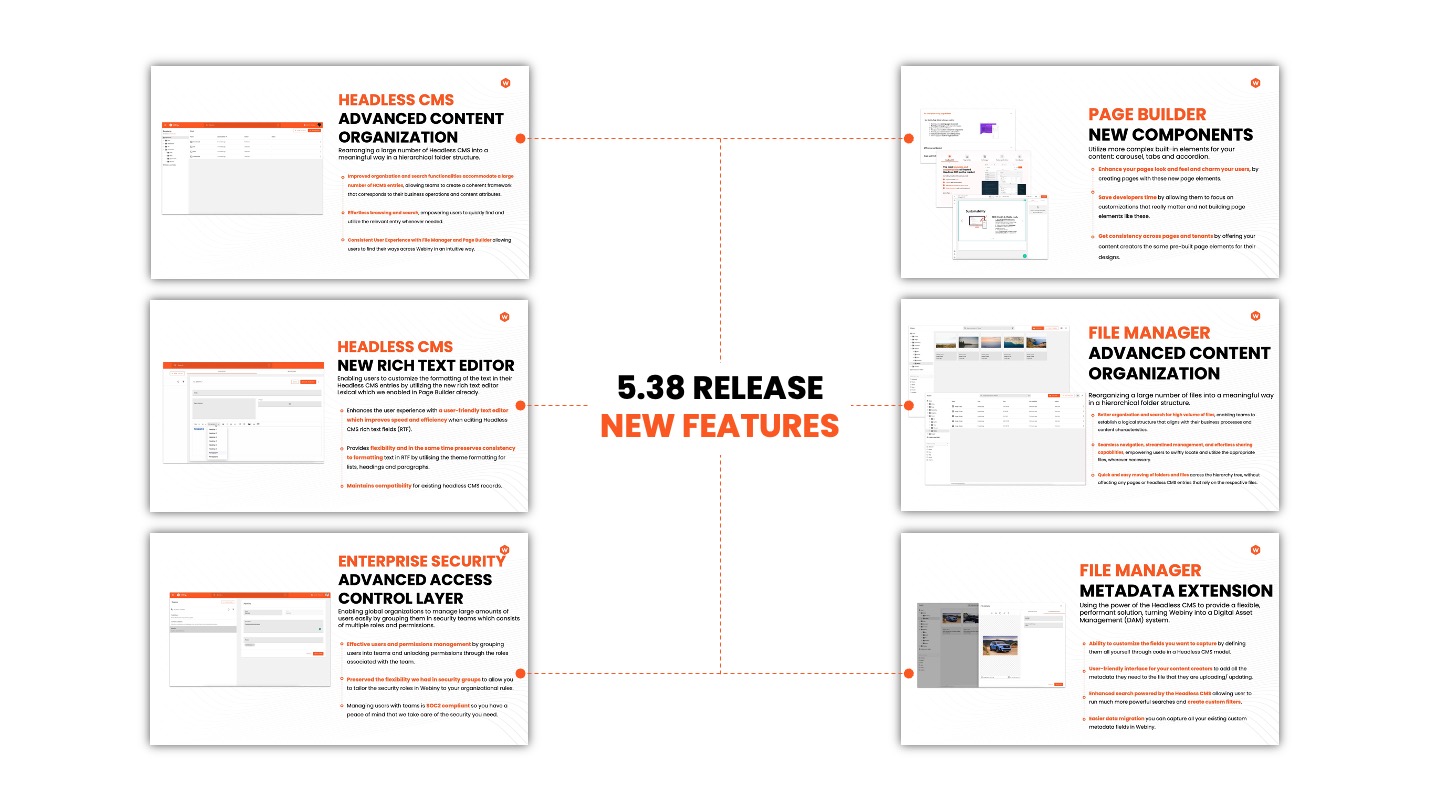 HEADLESS CMS
ADVANCED CONTENT
ORGANIZATION
Rearranging a large number of Headless CMS into a
meaningful way in a hierarchical folder structure.
Improved organization and search functionalities accommodate a large
number of HCMS entries, allowing teams to create a coherent framework
that corresponds to their business operations and content attributes.
Effortless browsing and search, empowering users to quickly find and
utilize the relevant entry whenever needed.
Consistent User Experience with File Manager and Page Builder allowing
users to find their ways across Webiny in an intuitive way.
HEADLESS CMS
NEW RICH TEXT EDITOR
Enabling users to customize the formatting of the text in their
Headless CMS entries by utilizing the new rich text editor
Lexical which we enabled in Page Builder already
Enhances the user experience with a user-friendly text editor
which improves speed and efficiency when editing Headless
CMS rich text fields (RTF).
Provides flexibility and in the same time preserves consistency
to formatting text in RTF by utilising the theme formatting for
lists, headings and paragraphs.
Maintains compatibility for existing headless CMS records.
ENTERPRISE SECURITY
ADVANCED ACCESS
CONTROL LAYER
Enabling global organizations to manage large amounts of
users easily by grouping them in security teams which consists
of multiple roles and permissions.
Effective users and permissions management by grouping
users into teams and unlocking permissions through the roles
associated with the team.
Preserved the flexibility we had in security groups to allow you
to tailor the security roles in Webiny to your organizational rules.
Managing users with teams is SOC2 compliant so you have a
peace of mind that we take care of the security you need.
5.38 RELEASE
NEW FEATURES
PAGE BUILDER
NEW COMPONENTS
Utilize more complex built-in elements for your
content: carousel, tabs and accordion.
Enhance your pages look and feel and charm your users, by
creating pages with these new page elements.
Save developers time by allowing them to focus on
customizations that really matter and not building page
elements like these.
Get consistency across pages and tenants by offering your
content creators the same pre-built page elements for their
designs.
Sustainability
FILE MANAGER
ADVANCED CONTENT
ORGANIZATION
Reorganizing a large number of files into a meaningful way
in a hierarchical folder structure.
Better organization and search for high volume of files, enabling teams to
establish a logical structure that aligns with their business processes and
content characteristics.
Seamless navigation, streamlined management, and effortless sharing
capabilities, empowering users to swiftly locate and utilize the appropriate
files, whenever necessary.
Quick and easy moving of folders and files across the hierarchy tree, without
affecting any pages or headless CMS entries that rely on the respective files.
FILE MANAGER
METADATA EXTENSION
Using the power of the Headless CMS to provide a flexible,
performant solution, turning Webiny into a Digital Asset
Management (DAM) system.
Ability to customize the fields you want to capture by defining
them all yourself through code in a headless CMS model.
User-friendly interface for your content creators to add all the
metadata they need to the file that they are uploading/ updating.
Enhanced search powered by the Headless CMS allowing user to
run much more powerful searches and create custom filters.
Easier data migration you can capture all your existing custom
metadata fields in Webiny.